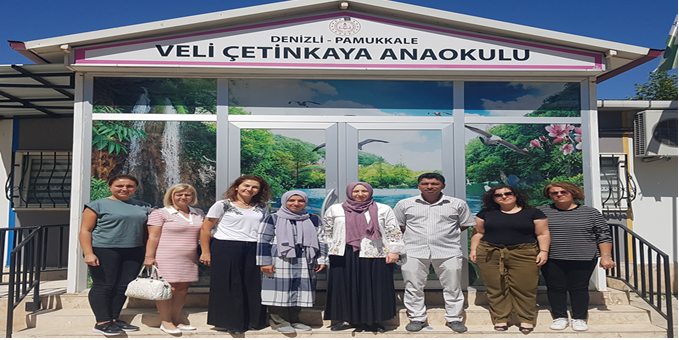 DENİZLİ - PAMUKKALE
VELİ ÇETİNKAYA ANAOKULU